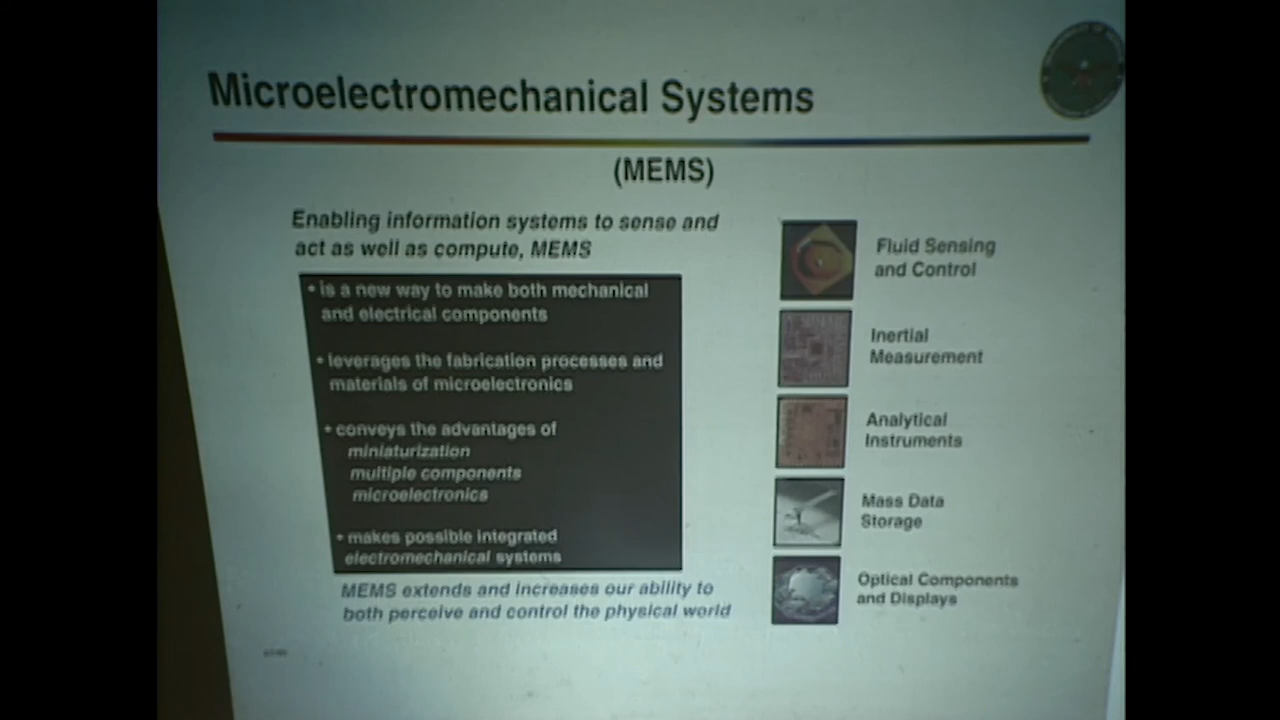 Microelectromechanical Systems
(MEMS)
Enabling information systems to sense and
act as well as compute, MEMS
• is a new way to make both mechanical
and electrical components
• leverages the fabrication processes and
materials of microelectronics
• conveys the advantages of
miniaturization
multiple components
microelectronics
• makes possible integrated
electromechanical systems
MEMS extends and increases our ability to
both perceive and control the physical world
Fluid Sensing
and Control
Inertial
Measurement
Analytical
Instruments
Mass Data
Storage
Optical Components
and Displays